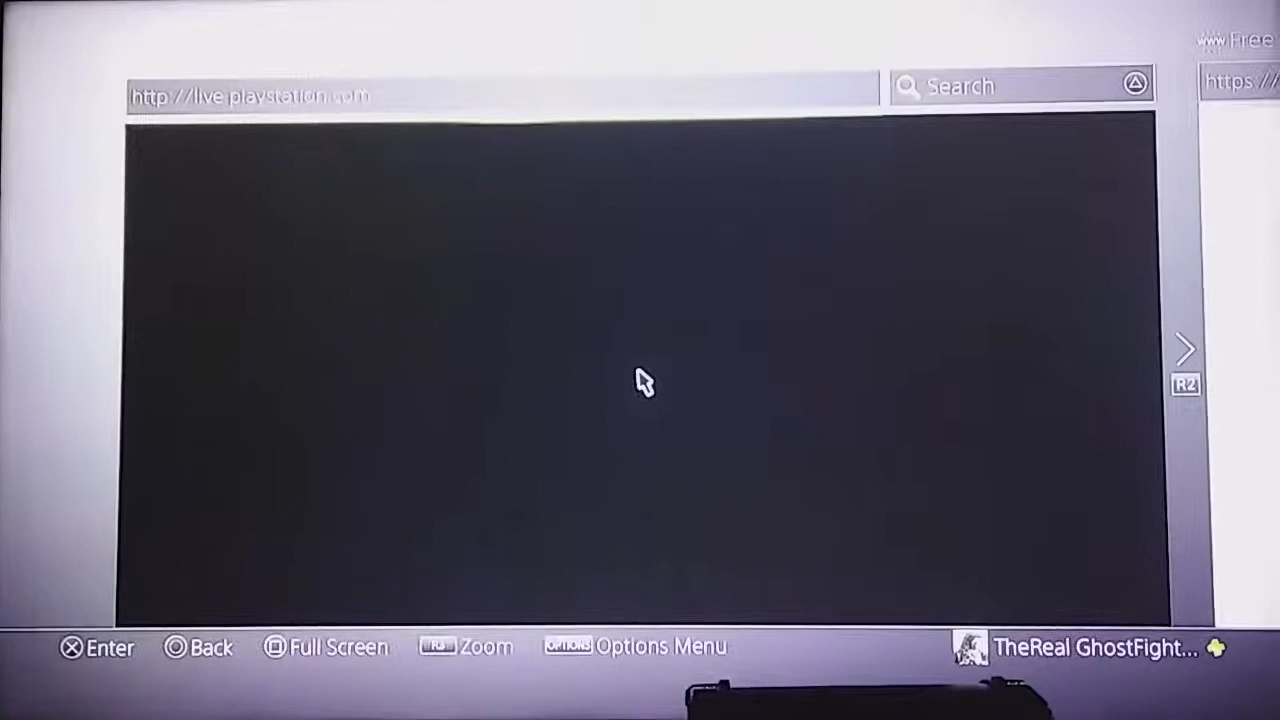 www Free
http://live.playstation.com
Search
https://
R2
Enter
Back
Full Screen
R3 Zoom
OPTIONS Options Menu
TheReal GhostFight...